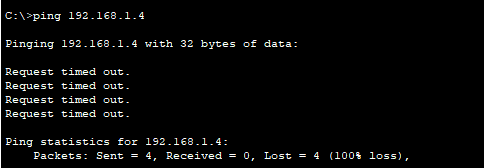 C:\>ping 192.168.1.4
Pinging 192.168.1.4 with 32 bytes of data:
Request timed out.
Request timed out.
Request timed out.
Request timed out.
Ping statistics for 192.168.1.4:
Packets: Sent = 4, Received = 0, Lost = 4 (100% loss),